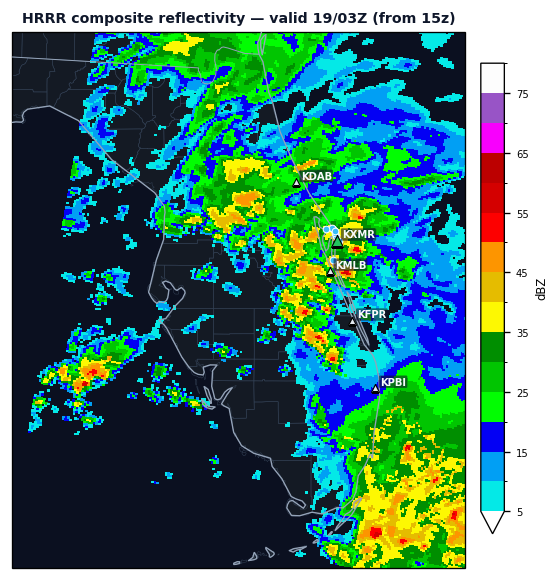 HRRR composite reflectivity — valid 19/03Z (from 15z)
KDAB
KXMR
KMLB
KFPR
KPBI
75
65
55
45
35
25
15
5
dBZ